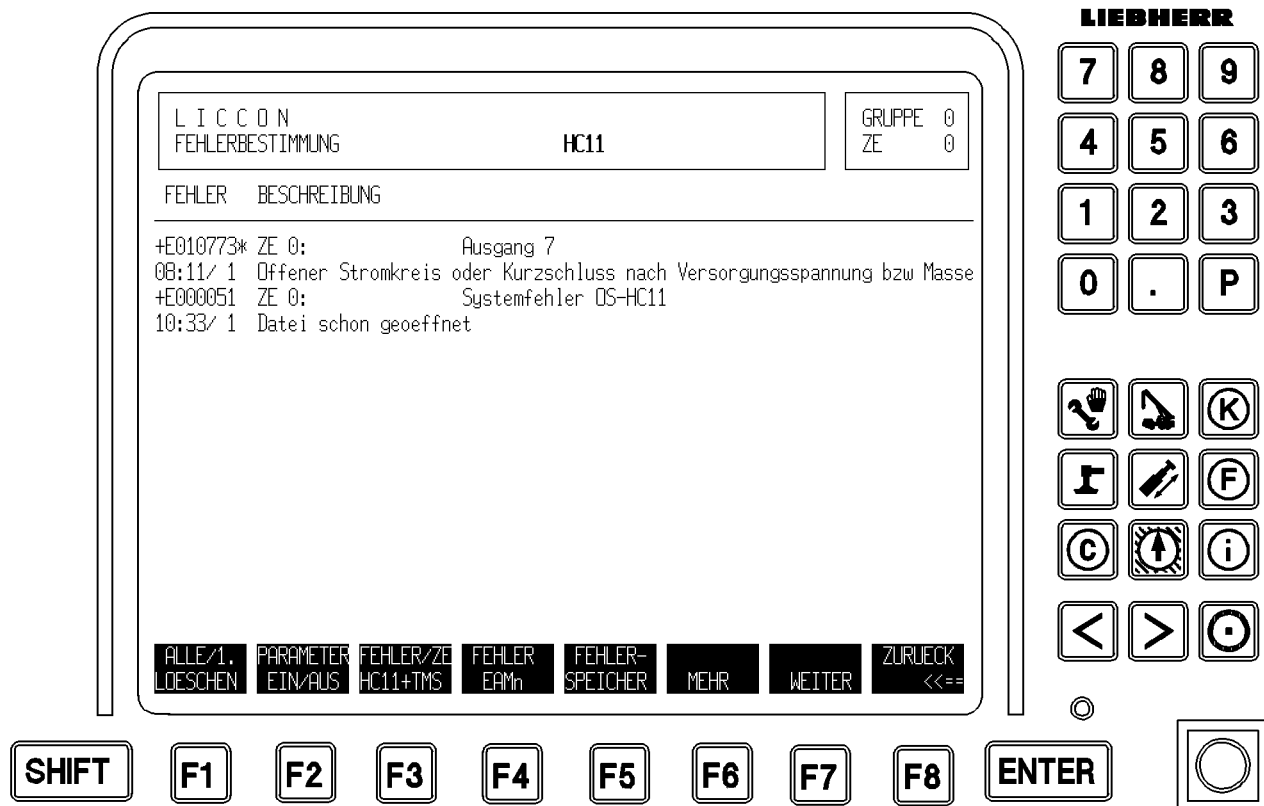 LIEBHERR
L I C C O N
FEHLERBESTIMMUNG HC11
GRUPPE 0
ZE 0
FEHLER BESCHREIBUNG
+E010773* ZE 0: Ausgang 7
08:11/ 1 Offener Stromkreis oder Kurzschluss nach Versorgungsspannung bzw Masse
+E000051 ZE 0: Systemfehler OS-HC11
10:33/ 1 Datei schon geoeffnet
ALLE/1. PARAMETER FEHLER/ZE FEHLER FEHLER- ZURUECK
LOESCHEN EIN/AUS HC11+TMS EAMn SPEICHER MEHR WEITER <<==
7 8 9
4 5 6
1 2 3
0 . P
K
F
C i
< >
SHIFT F1 F2 F3 F4 F5 F6 F7 F8 ENTER